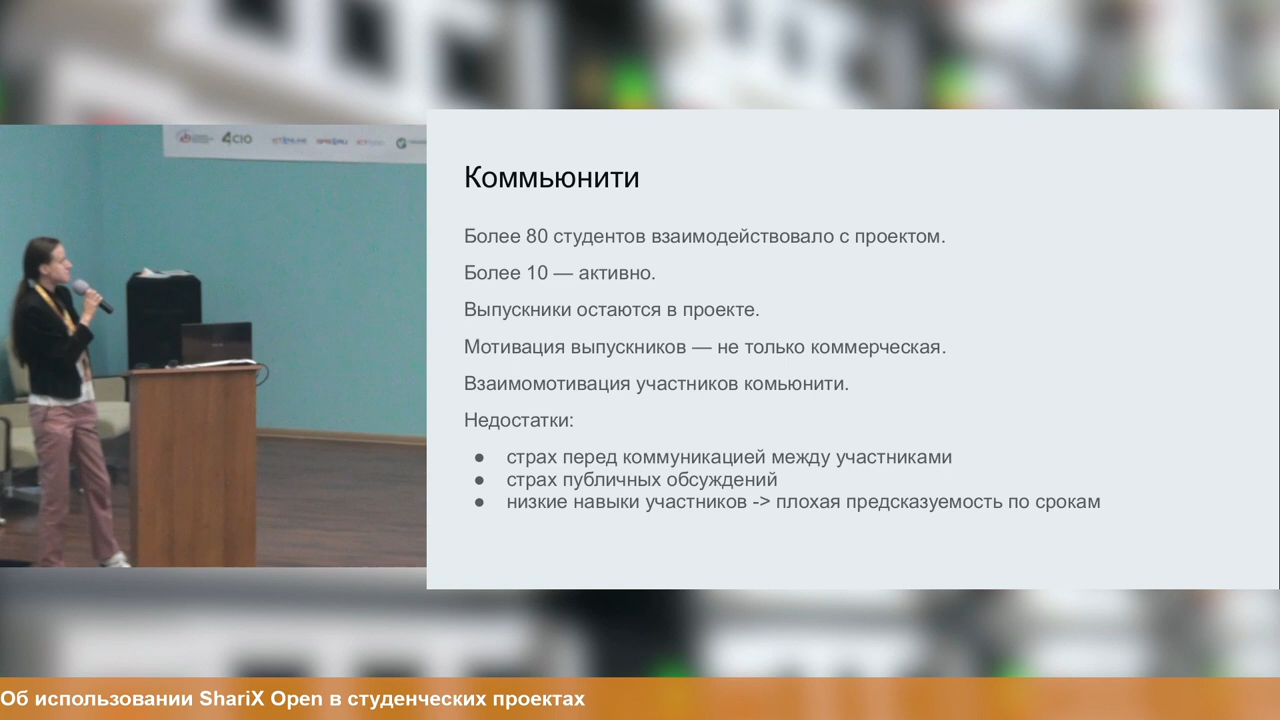 4CIO
Коммьюнити
Более 80 студентов взаимодействовало с проектом.
Более 10 — активно.
Выпускники остаются в проекте.
Мотивация выпускников — не только коммерческая.
Взаимомотивация участников комьюнити.
Недостатки:
● страх перед коммуникацией между участниками
● страх публичных обсуждений
● низкие навыки участников -> плохая предсказуемость по срокам
Об использовании ShariX Open в студенческих проектах